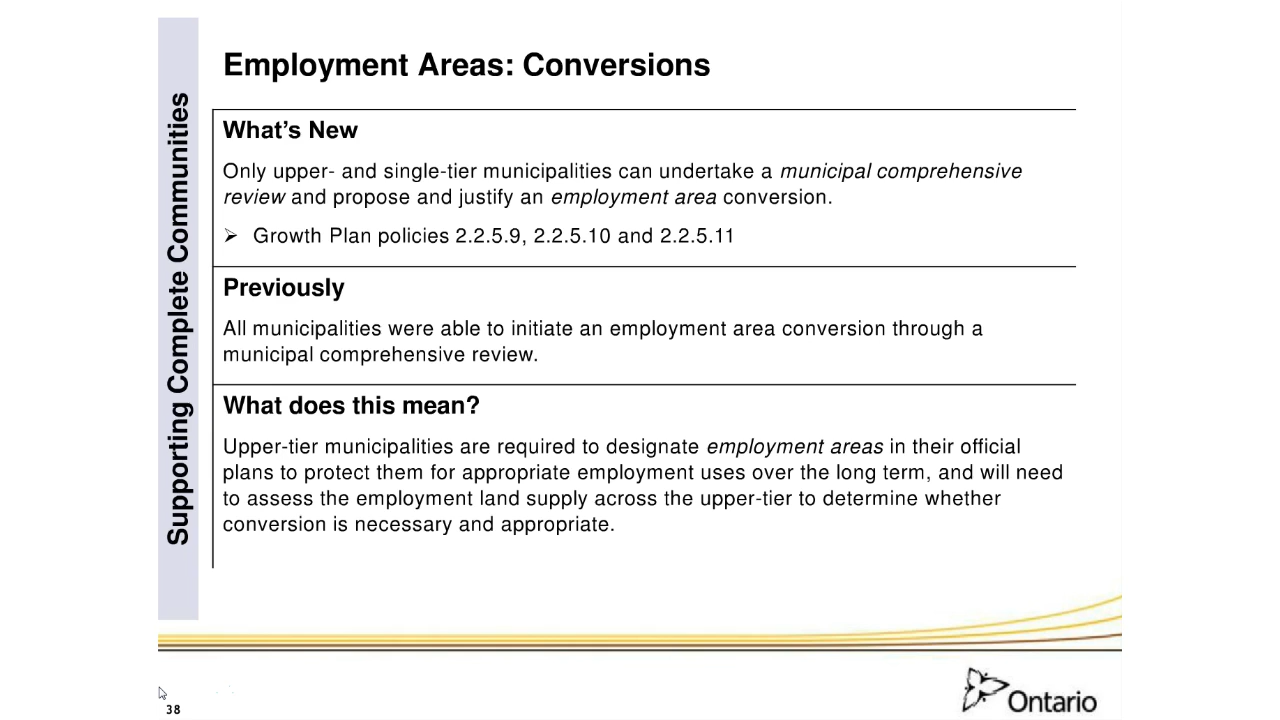 Supporting Complete Communities
Employment Areas: Conversions
What's New
Only upper- and single-tier municipalities can undertake a municipal comprehensive
review and propose and justify an employment area conversion.
➢ Growth Plan policies 2.2.5.9, 2.2.5.10 and 2.2.5.11
Previously
All municipalities were able to initiate an employment area conversion through a
municipal comprehensive review.
What does this mean?
Upper-tier municipalities are required to designate employment areas in their official
plans to protect them for appropriate employment uses over the long term, and will need
to assess the employment land supply across the upper-tier to determine whether
conversion is necessary and appropriate.
38
Ontario